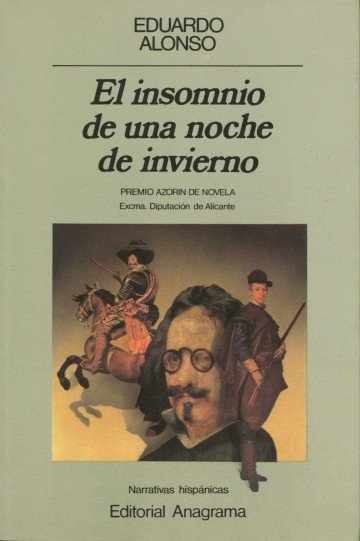 EDUARDO
ALONSO
El insomnio
de una noche
de invierno
PREMIO AZORIN DE NOVELA
Excma. Diputación de Alicante
Narrativas hispánicas
Editorial Anagrama